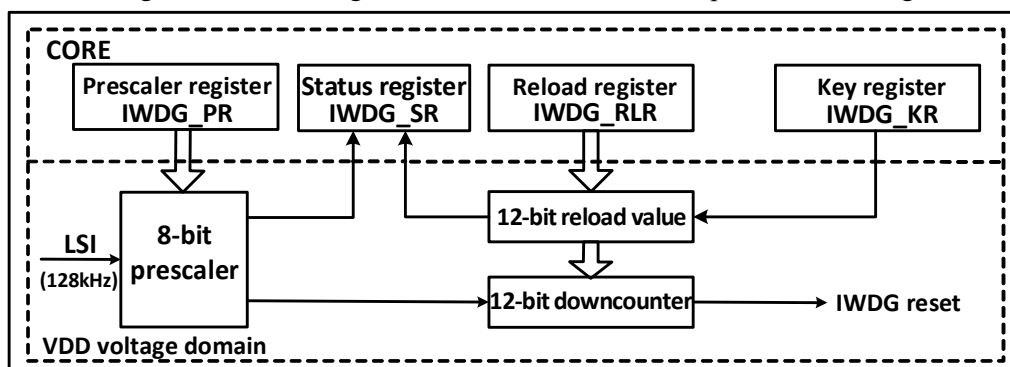 CORE
Prescaler register
IWDG_PR
Status register
IWDG_SR
Reload register
IWDG_RLR
Key register
IWDG_KR
8-bit
prescaler
LSI
(128kHz)
12-bit reload value
12-bit downcounter
IWDG reset
VDD voltage domain